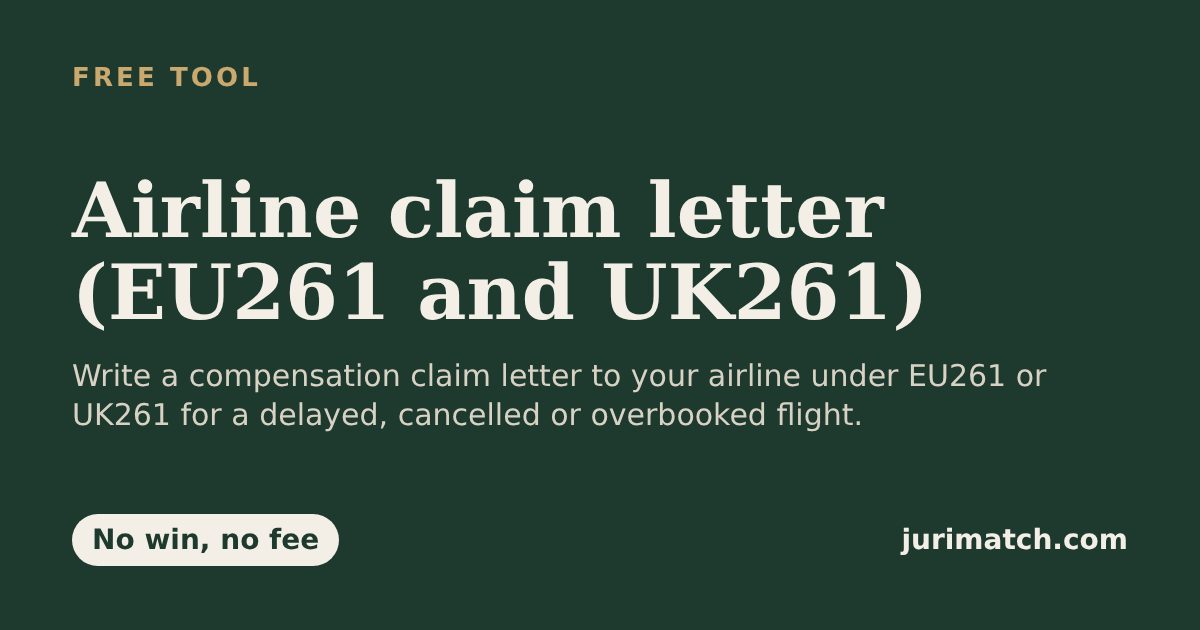 FREE TOOL
Airline claim letter
(EU261 and UK261)
Write a compensation claim letter to your airline under EU261 or
UK261 for a delayed, cancelled or overbooked flight.
No win, no fee
jurimatch.com